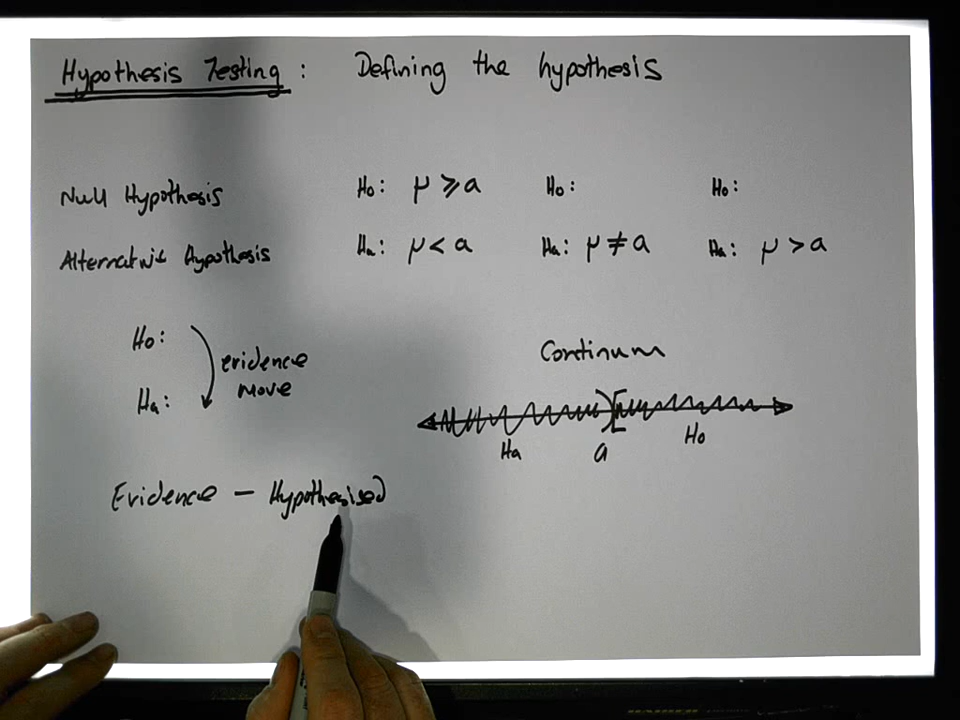 Hypothesis Testing : Defining the hypothesis
Null Hypothesis H₀: μ ⩾ a H₀: H₀:
Alternative Hypothesis Hₐ: μ < a Hₐ: μ ≠ a Hₐ: μ > a
H₀:
evidence
move
Hₐ:
Continum
Hₐ a H₀
Evidence – Hypothesised